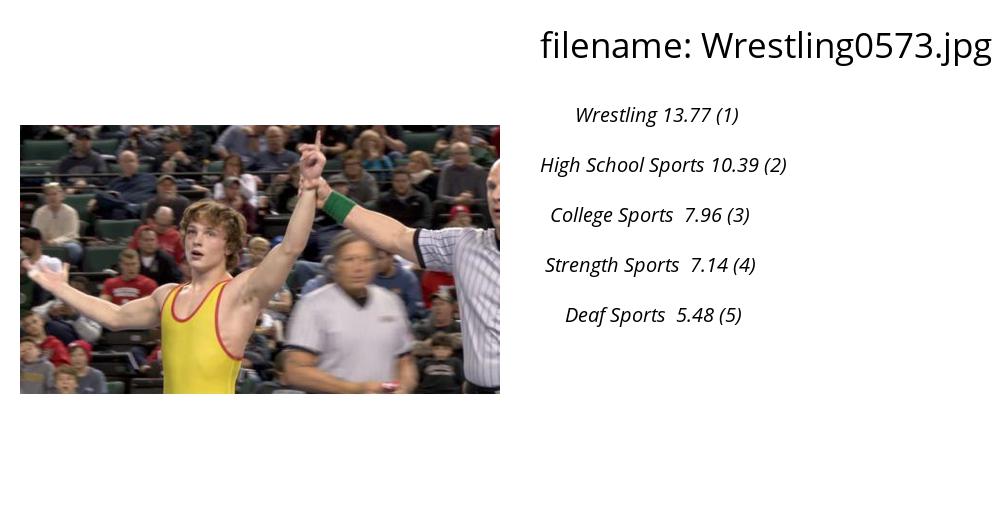 filename: Wrestling0573.jpg
Wrestling 13.77 (1)
High School Sports 10.39 (2)
College Sports 7.96 (3)
Strength Sports 7.14 (4)
Deaf Sports 5.48 (5)